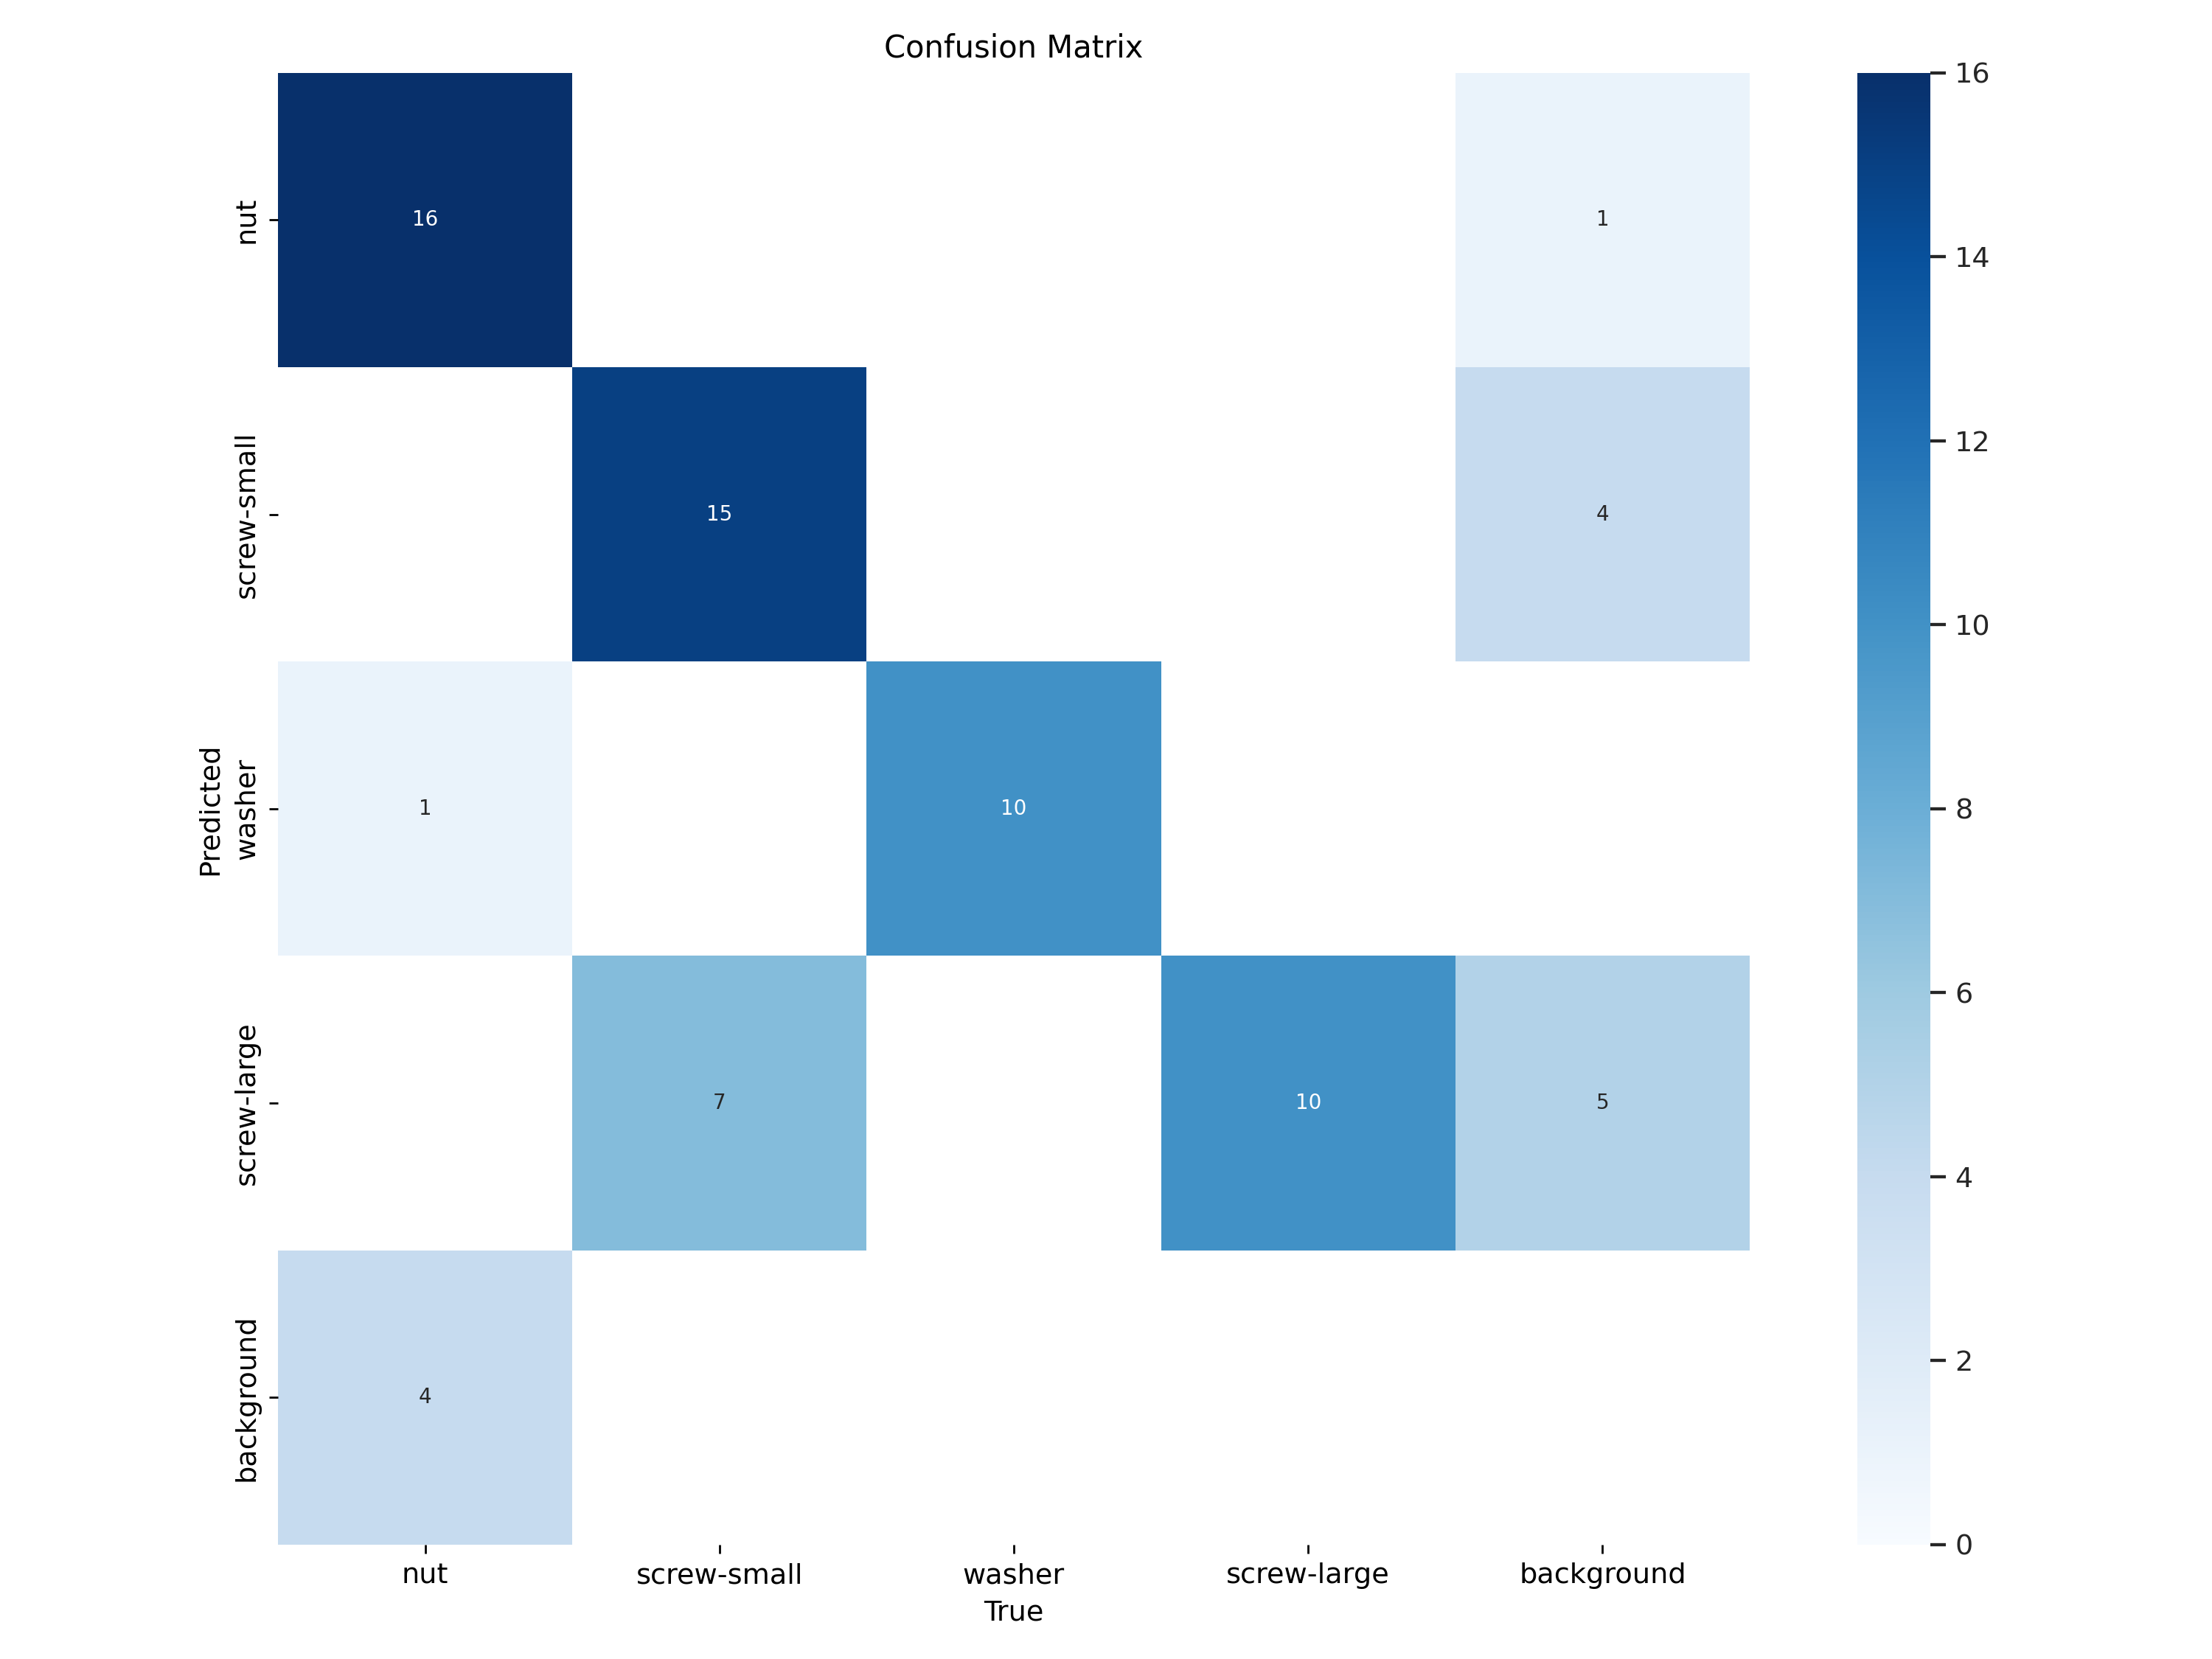 Confusion Matrix
nut
16
1
screw-small
15
4
Predicted
washer
1
10
screw-large
7
10
5
background
4
nut
screw-small
washer
screw-large
background
True
16
14
12
10
8
6
4
2
0